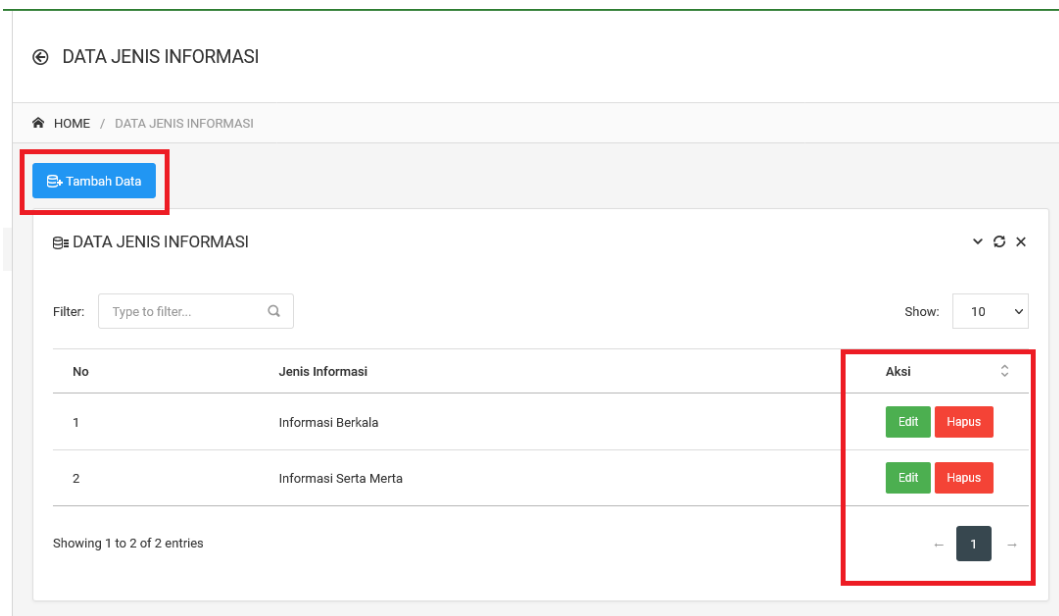 DATA JENIS INFORMASI
HOME / DATA JENIS INFORMASI
Tambah Data
DATA JENIS INFORMASI
Filter: Type to filter... Show: 10
No Jenis Informasi Aksi
1 Informasi Berkala Edit Hapus
2 Informasi Serta Merta Edit Hapus
Showing 1 to 2 of 2 entries ← 1 →